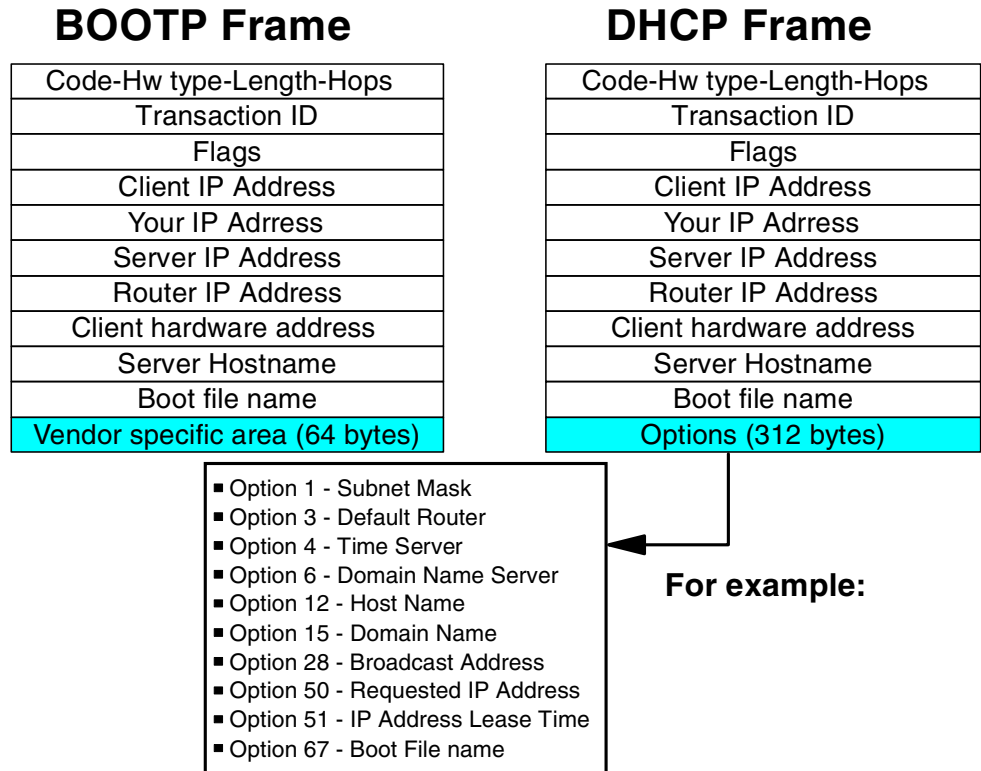 BOOTP Frame
Code-Hw type-Length-Hops
Transaction ID
Flags
Client IP Address
Your IP Adrress
Server IP Address
Router IP Address
Client hardware address
Server Hostname
Boot file name
Vendor specific area (64 bytes)
DHCP Frame
Code-Hw type-Length-Hops
Transaction ID
Flags
Client IP Address
Your IP Adrress
Server IP Address
Router IP Address
Client hardware address
Server Hostname
Boot file name
Options (312 bytes)
For example:
▪ Option 1 - Subnet Mask
▪ Option 3 - Default Router
▪ Option 4 - Time Server
▪ Option 6 - Domain Name Server
▪ Option 12 - Host Name
▪ Option 15 - Domain Name
▪ Option 28 - Broadcast Address
▪ Option 50 - Requested IP Address
▪ Option 51 - IP Address Lease Time
▪ Option 67 - Boot File name